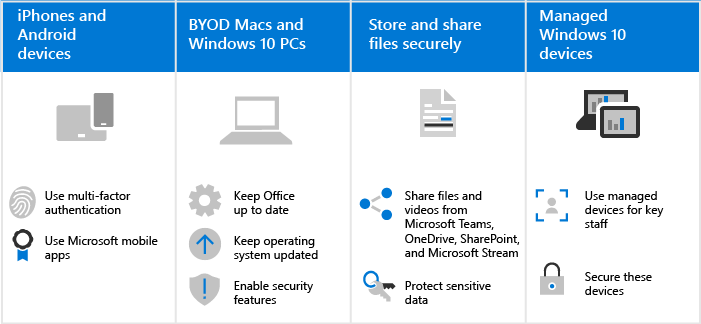 iPhones and
Android
devices
BYOD Macs and
Windows 10 PCs
Store and share
files securely
Managed
Windows 10
devices
Use multi-factor
authentication
Use Microsoft mobile
apps
Keep Office
up to date
Keep operating
system updated
Enable security
features
Share files and
videos from
Microsoft Teams,
OneDrive, SharePoint,
and Microsoft Stream
Protect sensitive
data
Use managed
devices for key
staff
Secure these
devices